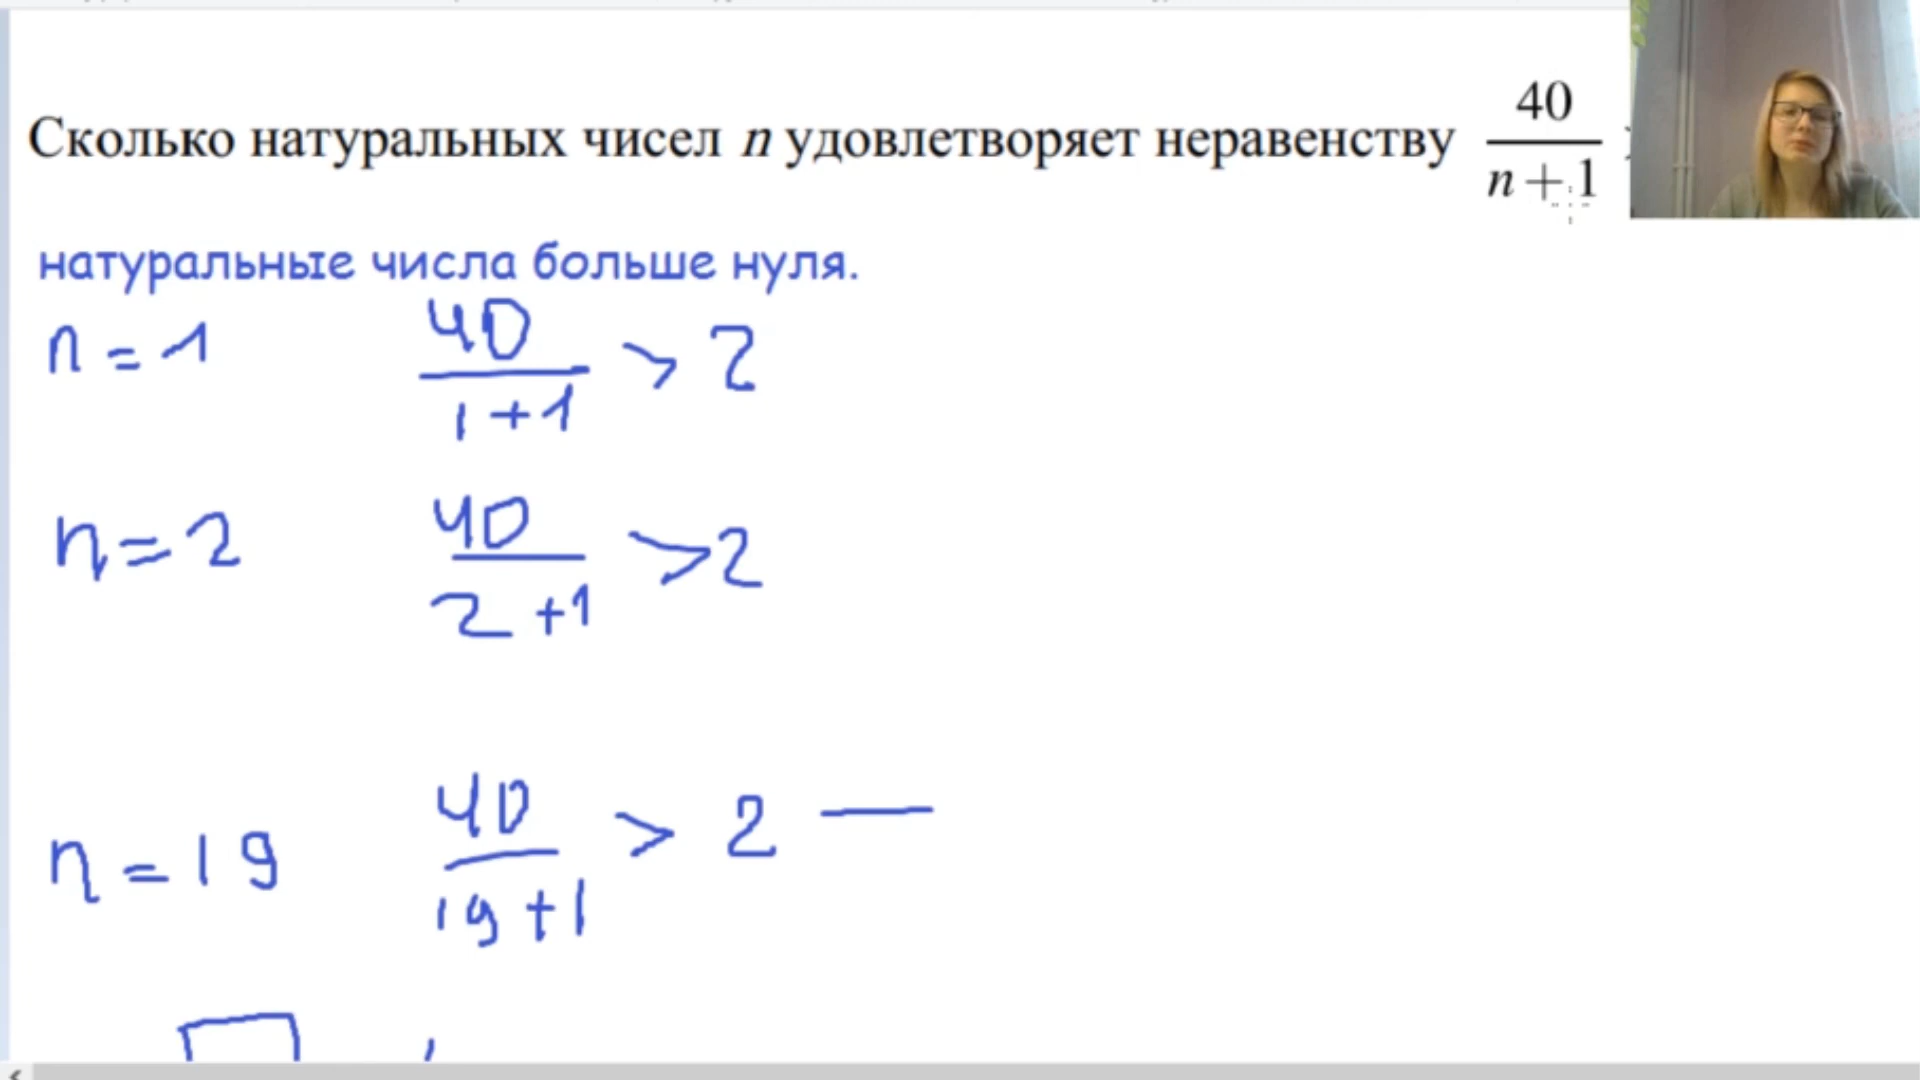 Сколько натуральных чисел n удовлетворяет неравенству 40/(n+1)
натуральные числа больше нуля.
n = 1 40/(1+1) > 2
n = 2 40/(2+1) > 2
n = 19 40/(19+1) > 2 —